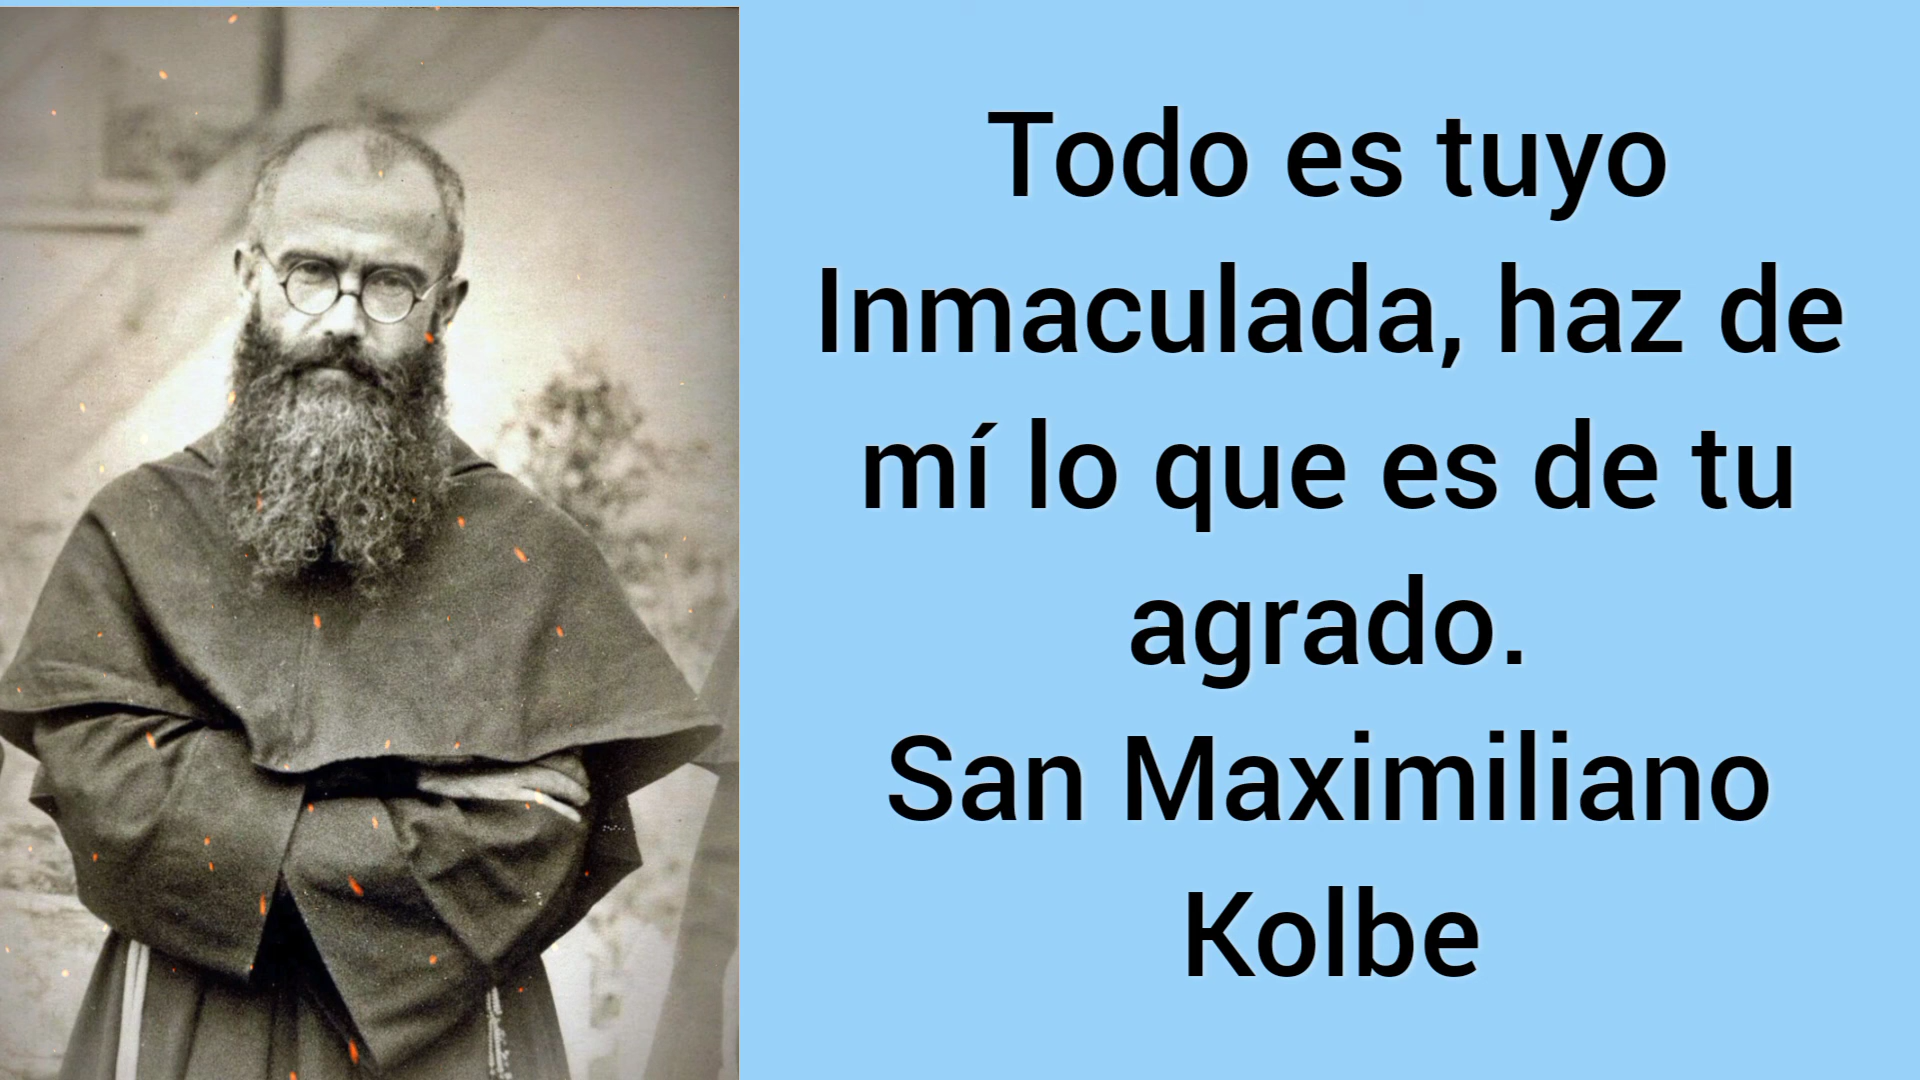 Todo es tuyo
Inmaculada, haz de
mí lo que es de tu
agrado.
San Maximiliano
Kolbe